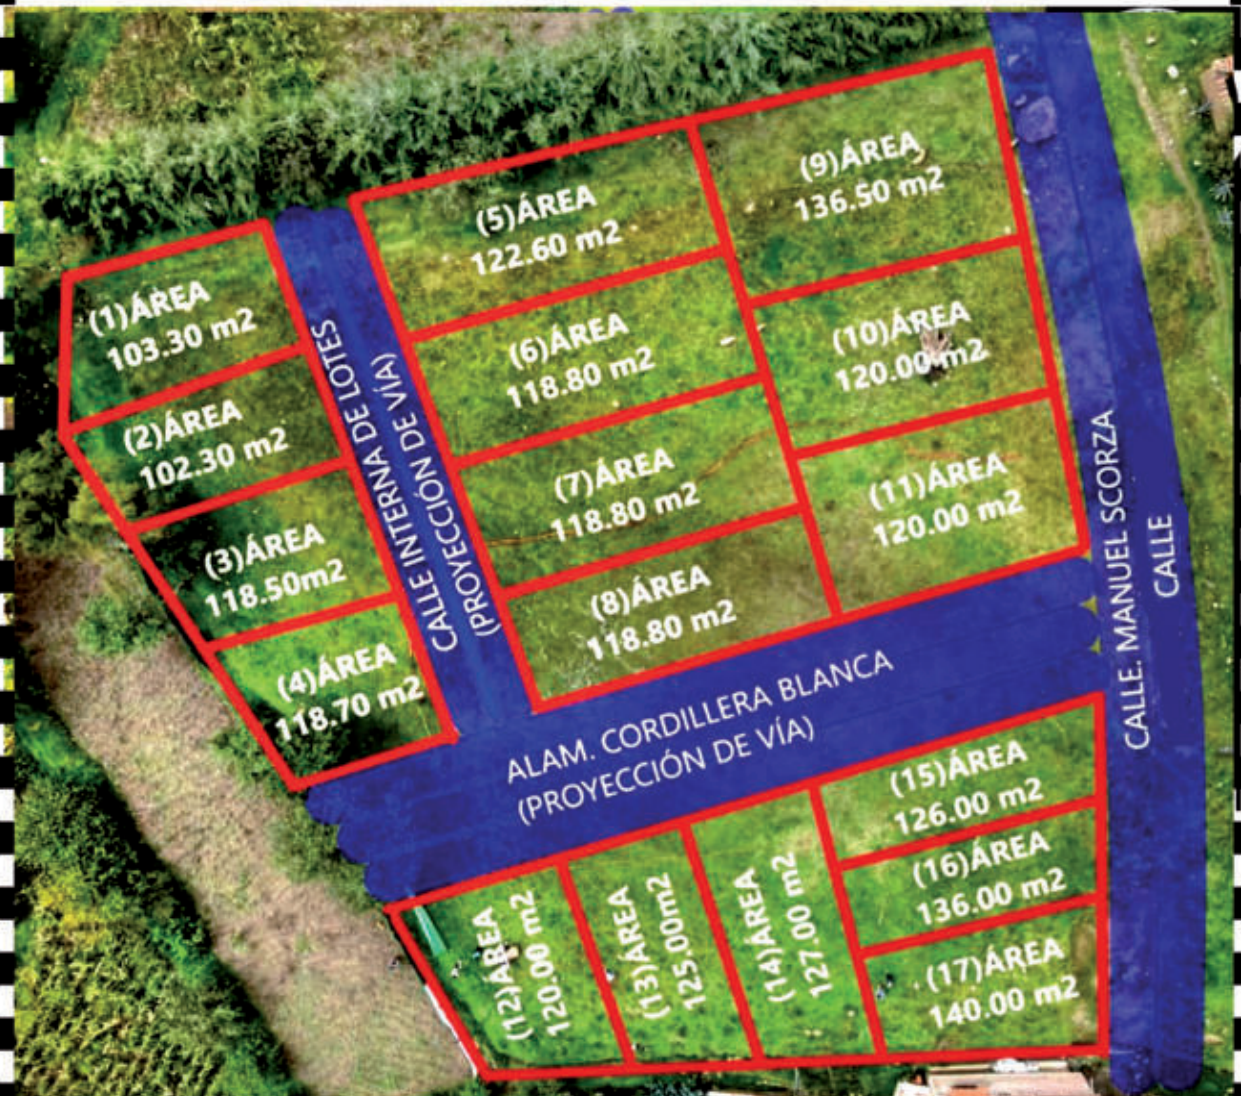 (1)ÁREA
103.30 m2
(2)ÁREA
102.30 m2
(3)ÁREA
118.50m2
(4)ÁREA
118.70 m2
CALLE INTERNA DE LOTES
(PROYECCIÓN DE VÍA)
(5)ÁREA
122.60 m2
(6)ÁREA
118.80 m2
(7)ÁREA
118.80 m2
(8)ÁREA
118.80 m2
(9)ÁREA
136.50 m2
(10)ÁREA
120.00 m2
(11)ÁREA
120.00 m2
CALLE. MANUEL SCORZA
CALLE
ALAM. CORDILLERA BLANCA
(PROYECCIÓN DE VÍA)
(12)ÁREA
120.00 m2
(13)ÁREA
125.00m2
(14)ÁREA
127.00 m2
(15)ÁREA
126.00 m2
(16)ÁREA
136.00 m2
(17)ÁREA
140.00 m2